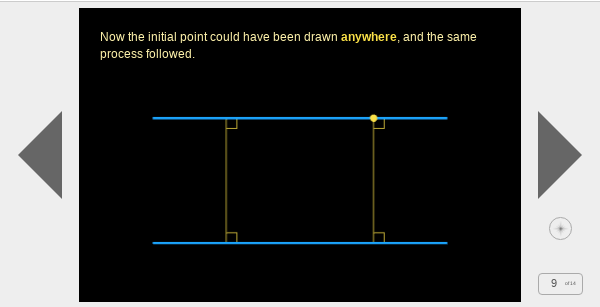 Now the initial point could have been drawn anywhere, and the same
process followed.
9 of 14